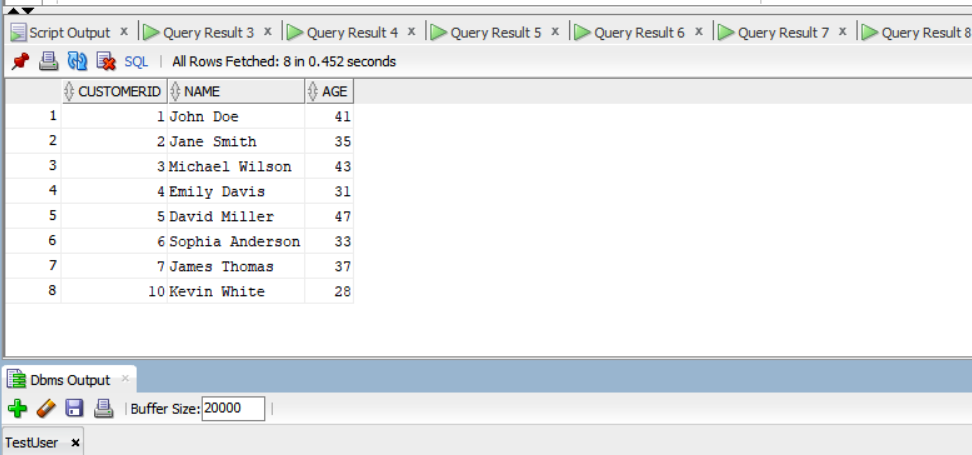 Script Output x Query Result 3 x Query Result 4 x Query Result 5 x Query Result 6 x Query Result 7 x Query Result 8
SQL | All Rows Fetched: 8 in 0.452 seconds
CUSTOMERID NAME AGE
1 1 John Doe 41
2 2 Jane Smith 35
3 3 Michael Wilson 43
4 4 Emily Davis 31
5 5 David Miller 47
6 6 Sophia Anderson 33
7 7 James Thomas 37
8 10 Kevin White 28
Dbms Output x
Buffer Size: 20000
TestUser x